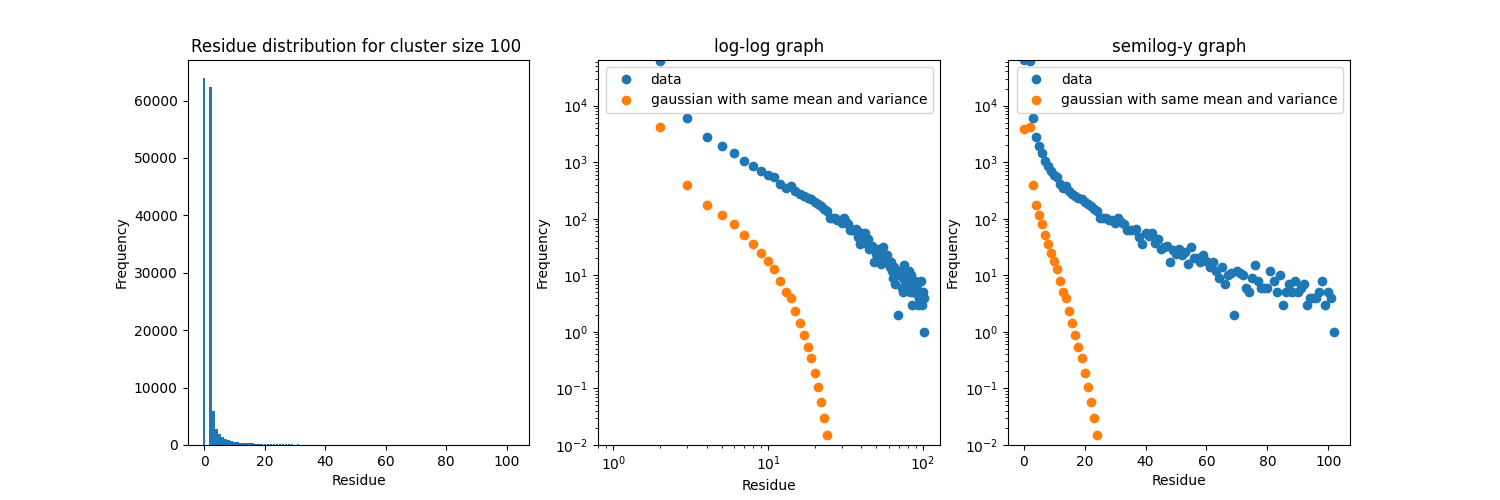 Residue distribution for cluster size 100
Frequency
60000
50000
40000
30000
20000
10000
0
0 20 40 60 80 100
Residue
log-log graph
data
gaussian with same mean and variance
Frequency
10^4
10^3
10^2
10^1
10^0
10^-1
10^-2
10^0 10^1 10^2
Residue
semilog-y graph
data
gaussian with same mean and variance
Frequency
10^4
10^3
10^2
10^1
10^0
10^-1
10^-2
0 20 40 60 80 100
Residue